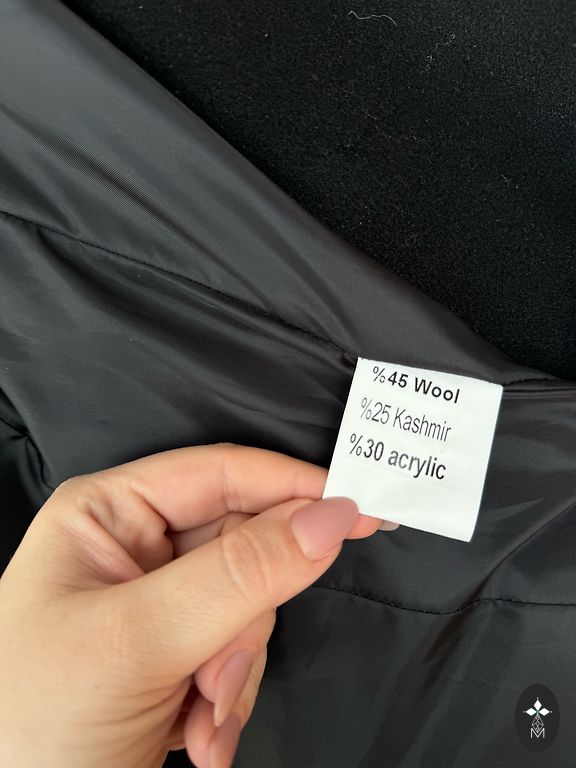 %45 Wool
%25 Kashmir
%30 acrylic